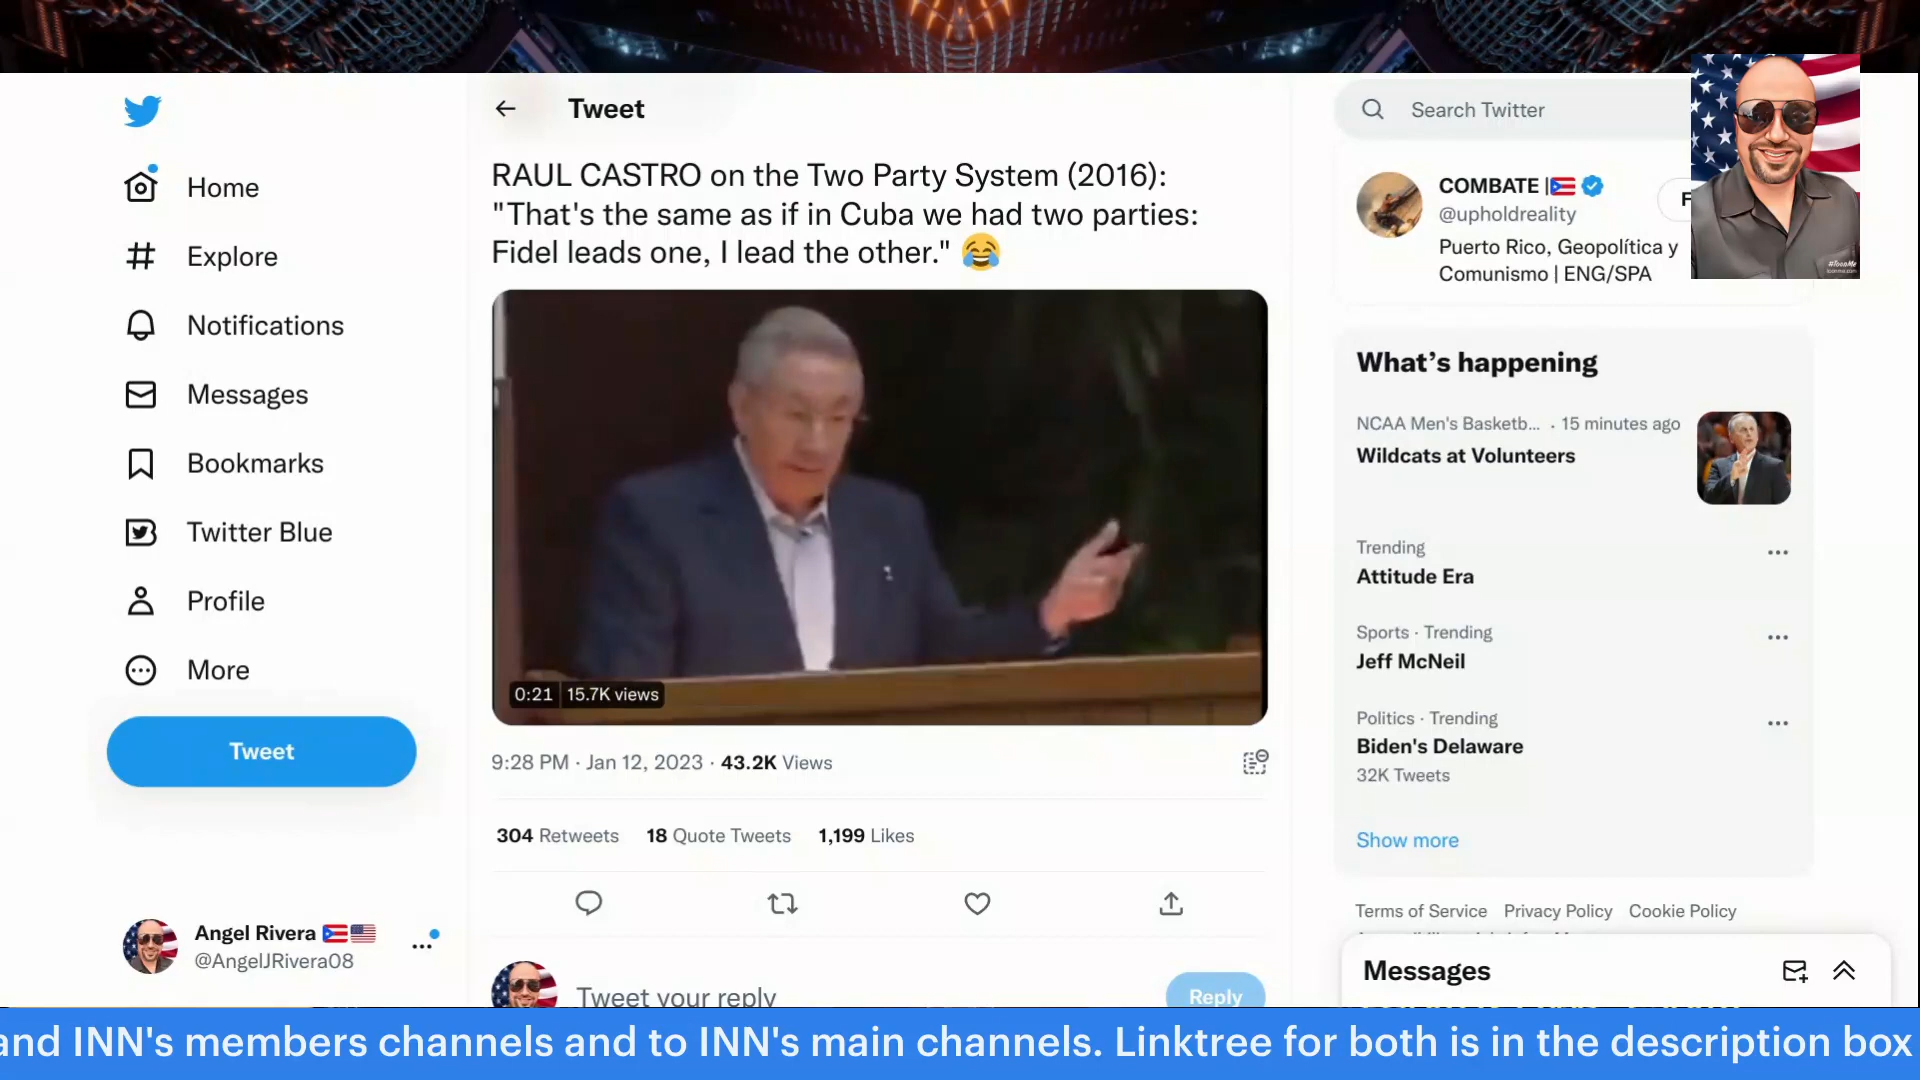 Home
Explore
Notifications
Messages
Bookmarks
Twitter Blue
Profile
More
Tweet
Angel Rivera
@AngelJRivera08
Tweet
RAUL CASTRO on the Two Party System (2016):
"That's the same as if in Cuba we had two parties:
Fidel leads one, I lead the other." 😂
0:21 15.7K views
9:28 PM · Jan 12, 2023 · 43.2K Views
304 Retweets 18 Quote Tweets 1,199 Likes
Tweet your reply
Reply
Search Twitter
COMBATE |
@upholdreality
Puerto Rico, Geopolítica y
Comunismo | ENG/SPA
What's happening
NCAA Men's Basketb... · 15 minutes ago
Wildcats at Volunteers
Trending
Attitude Era
Sports · Trending
Jeff McNeil
Politics · Trending
Biden's Delaware
32K Tweets
Show more
Terms of Service Privacy Policy Cookie Policy
Messages
and INN's members channels and to INN's main channels. Linktree for both is in the description box